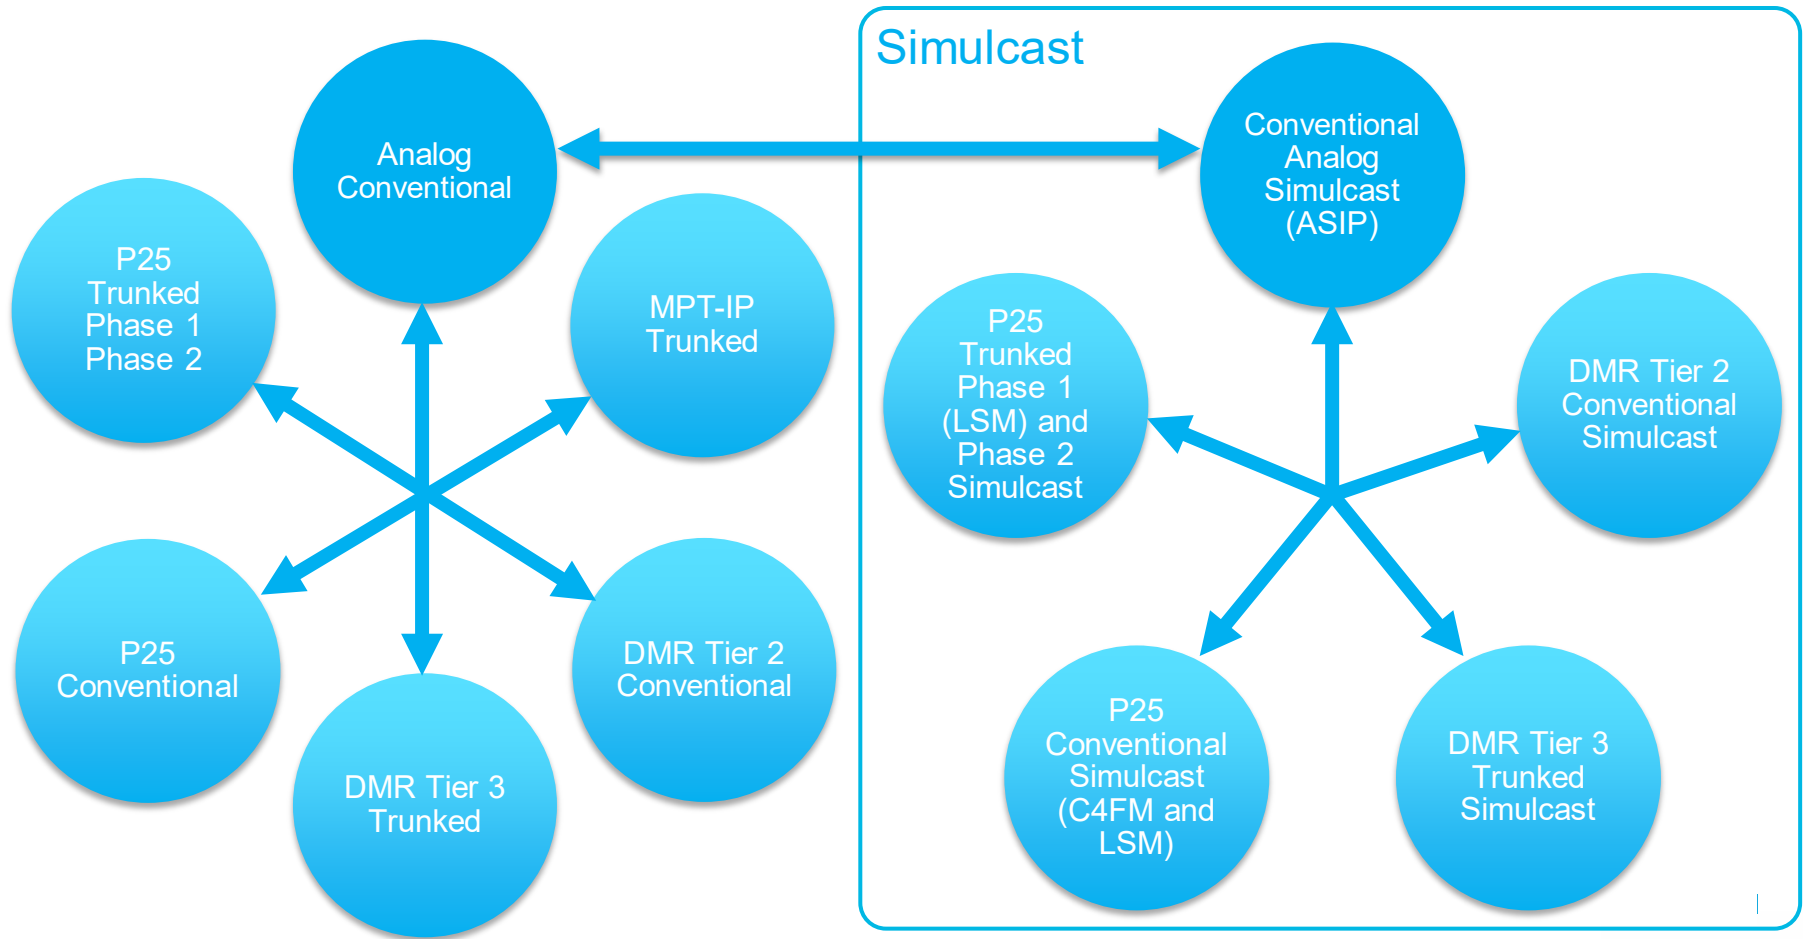 Simulcast
Analog
Conventional
Conventional
Analog
Simulcast
(ASIP)
P25
Trunked
Phase 1
Phase 2
MPT-IP
Trunked
P25
Trunked
Phase 1
(LSM) and
Phase 2
Simulcast
DMR Tier 2
Conventional
Simulcast
P25
Conventional
DMR Tier 2
Conventional
DMR Tier 3
Trunked
P25
Conventional
Simulcast
(C4FM and
LSM)
DMR Tier 3
Trunked
Simulcast